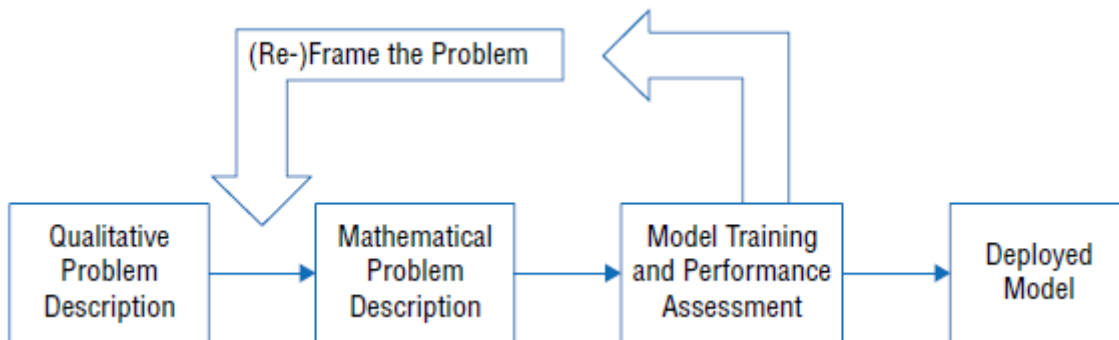 (Re-)Frame the Problem
Qualitative
Problem
Description
Mathematical
Problem
Description
Model Training
and Performance
Assessment
Deployed
Model